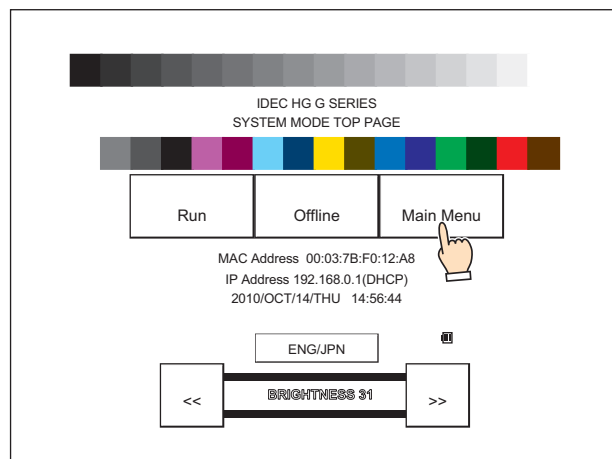 IDEC HG G SERIES
SYSTEM MODE TOP PAGE
Run Offline Main Menu
MAC Address 00:03:7B:F0:12:A8
IP Address 192.168.0.1(DHCP)
2010/OCT/14/THU 14:56:44
ENG/JPN
<< BRIGHTNESS 31 >>